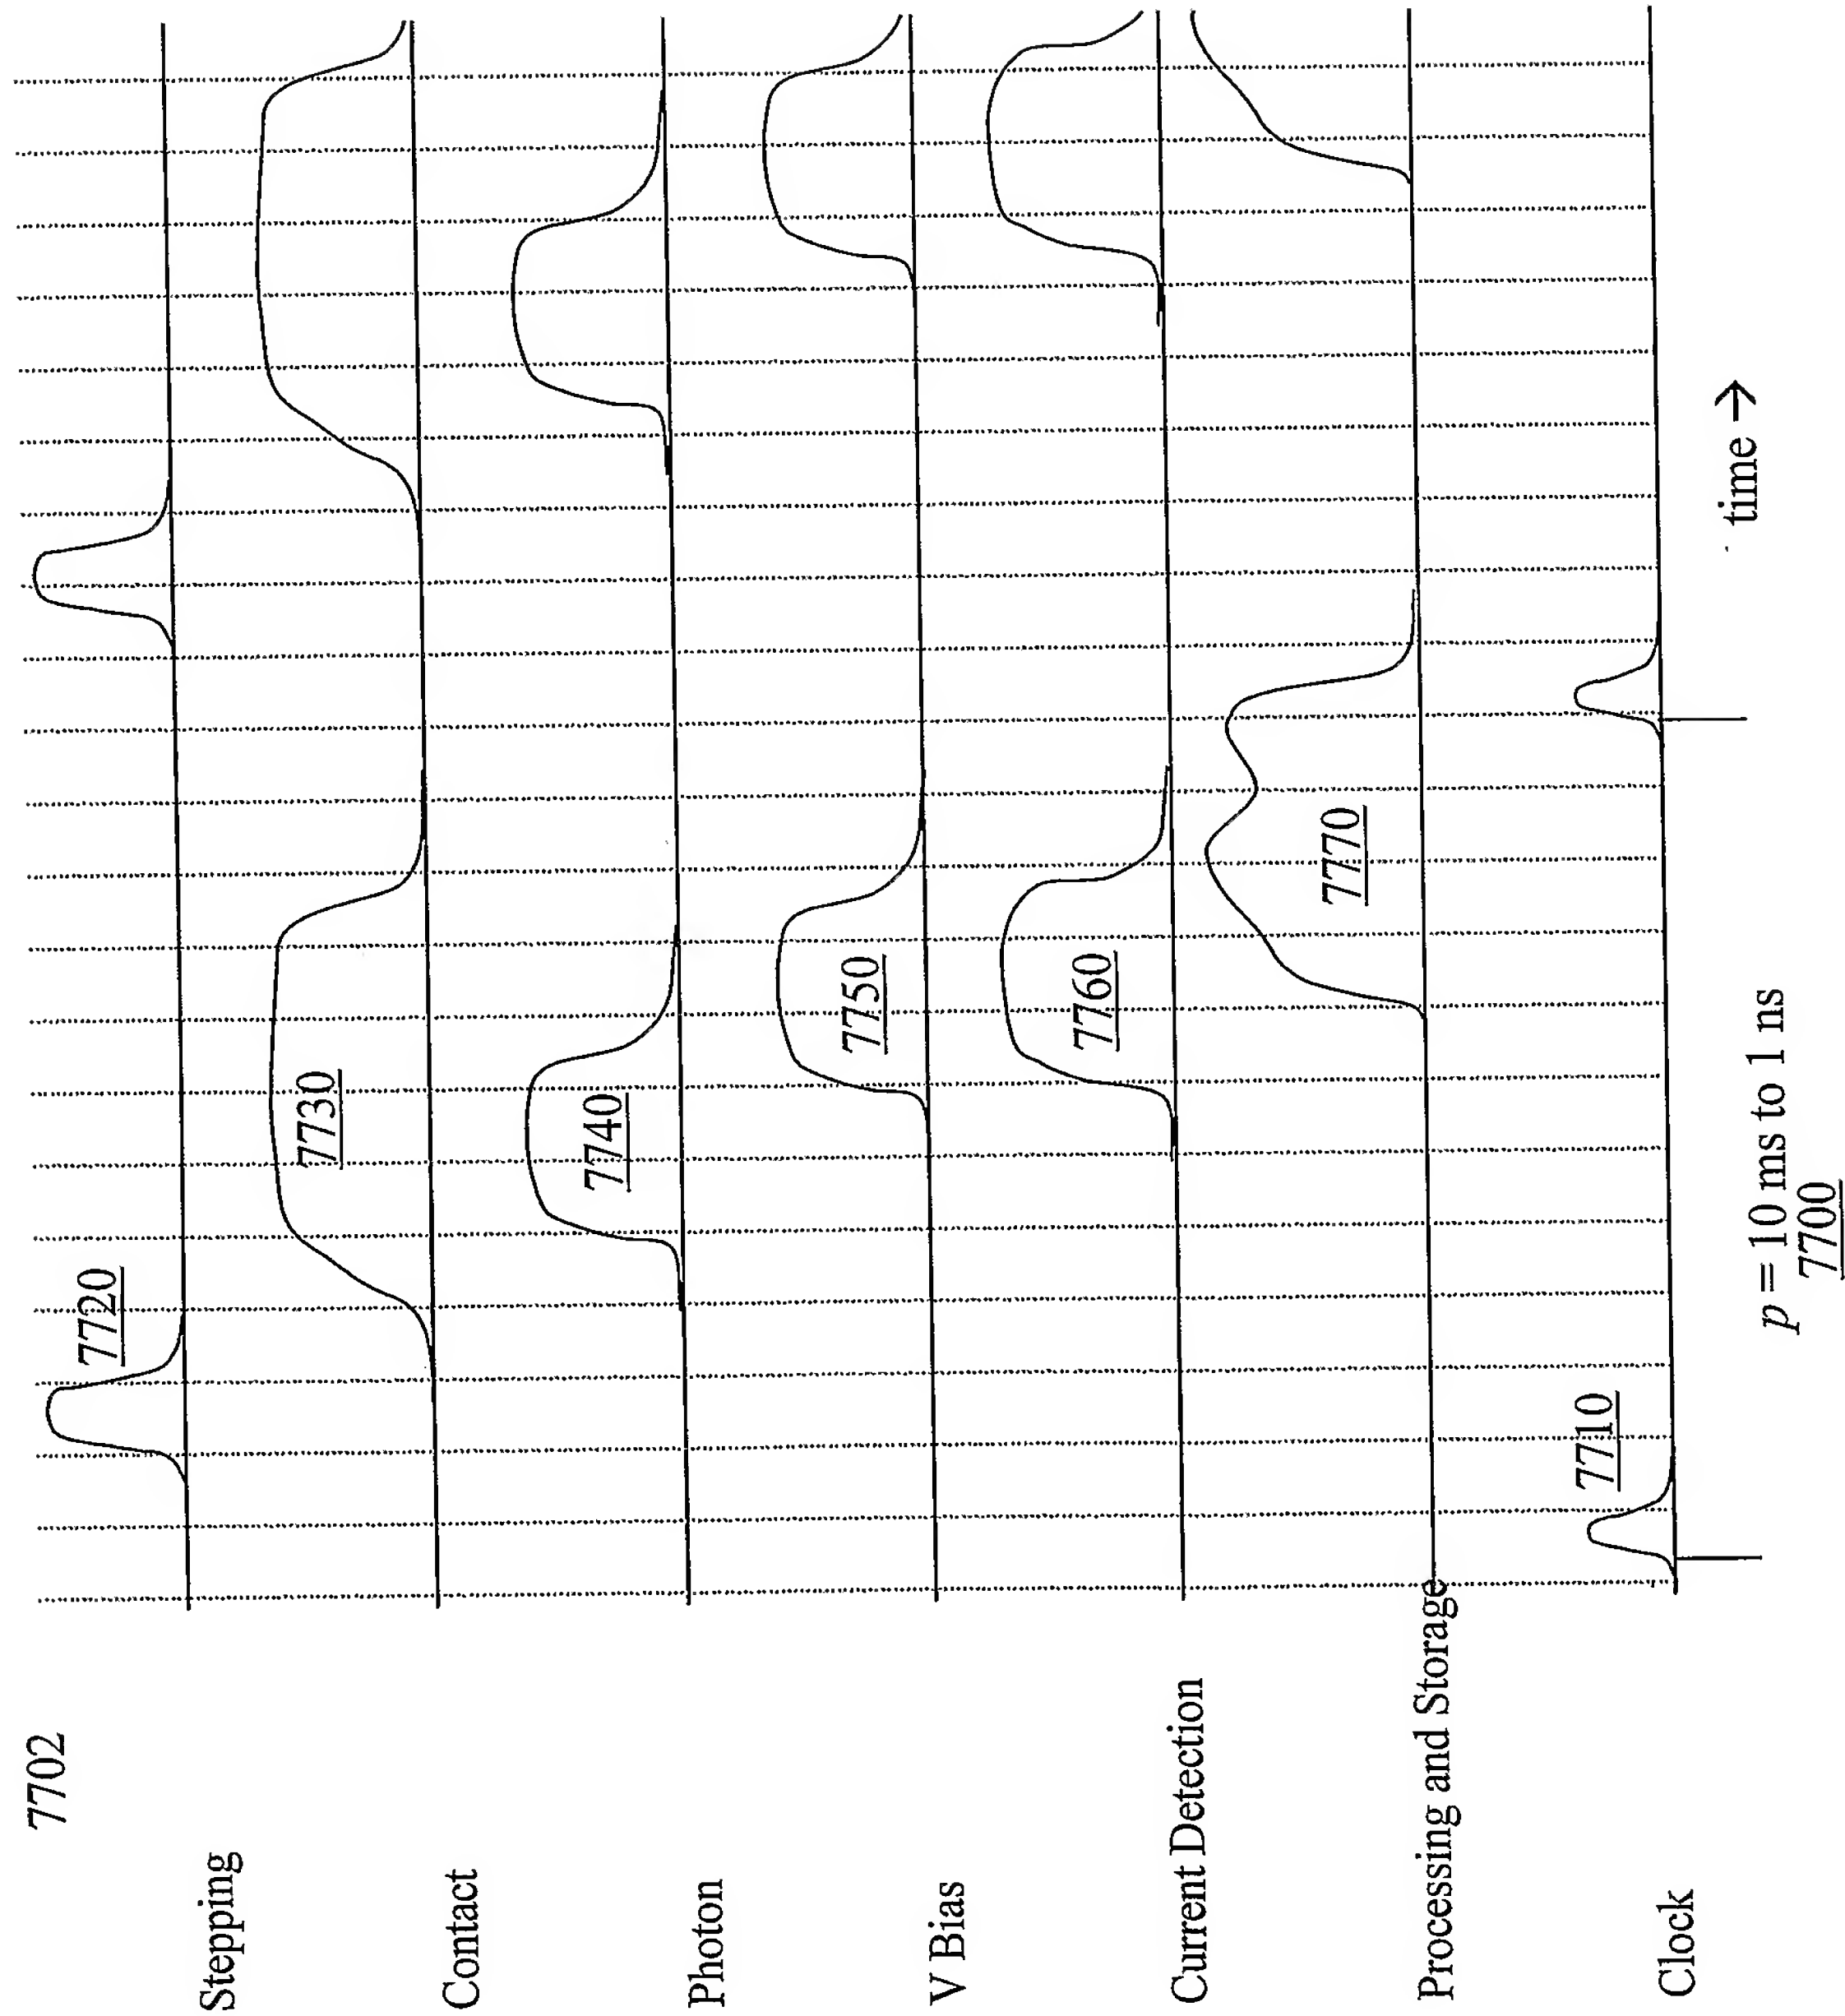 7702
Stepping
7720
Contact
7730
Photon
7740
V Bias
7750
Current Detection
7760
Processing and Storage
7770
Clock
7710
time →
p = 10 ms to 1 ns
7700